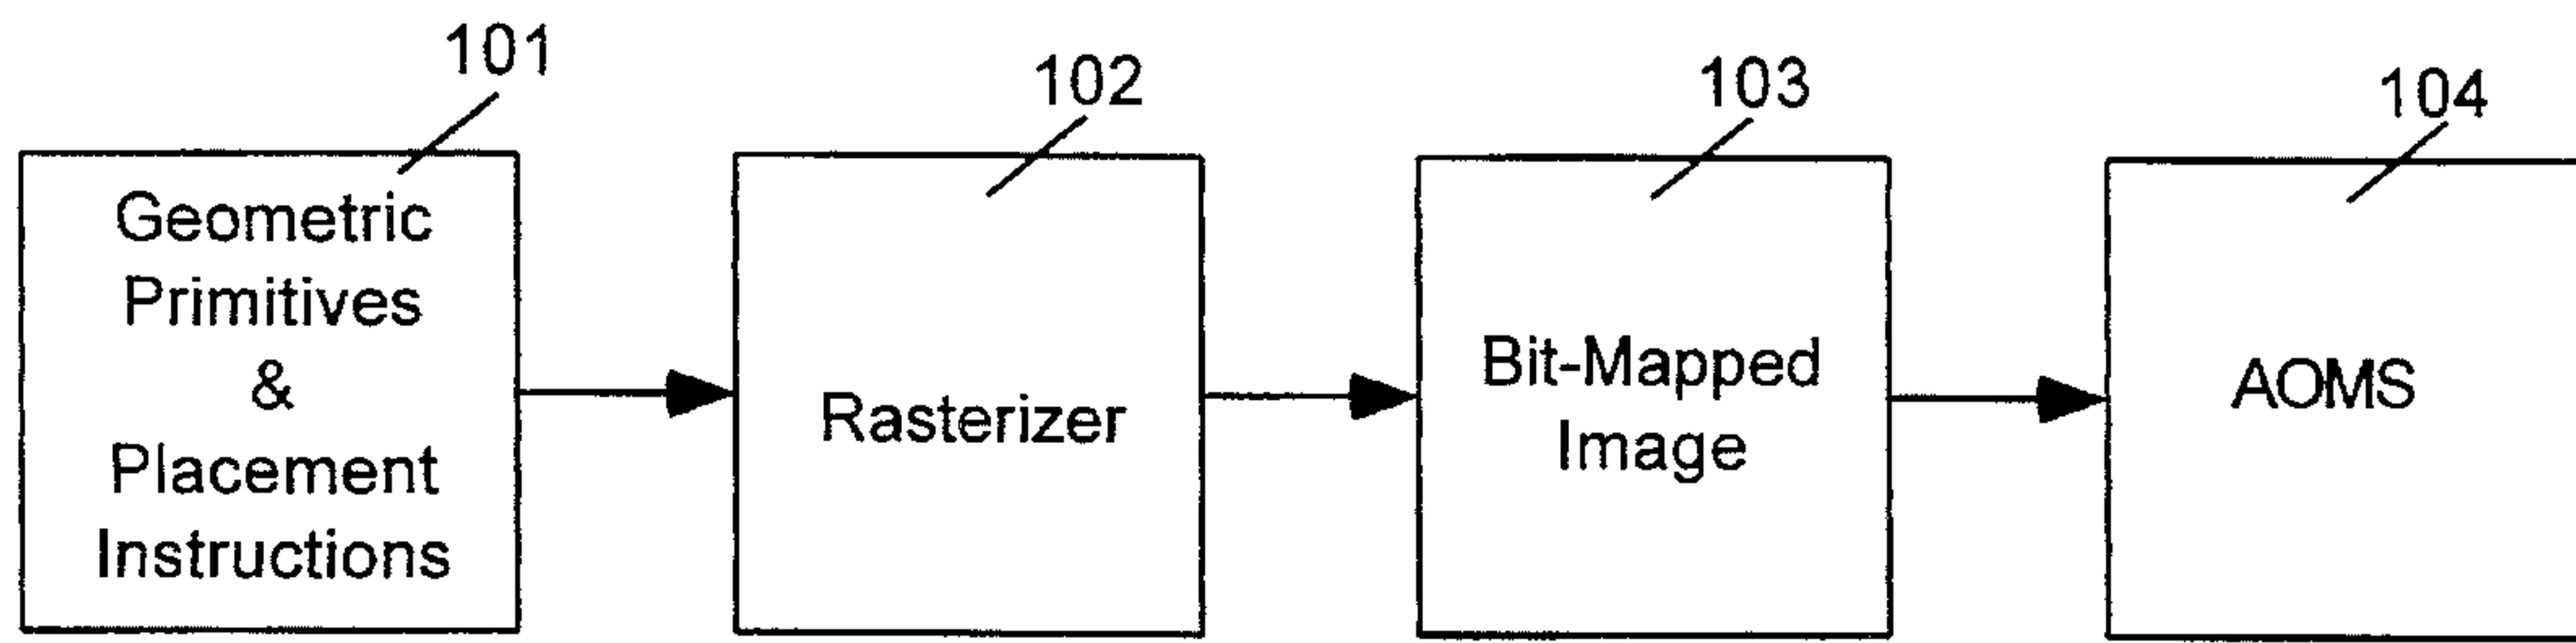 101
102
103
104
Geometric
Primitives
&
Placement
Instructions
Rasterizer
Bit-Mapped
Image
AOMS